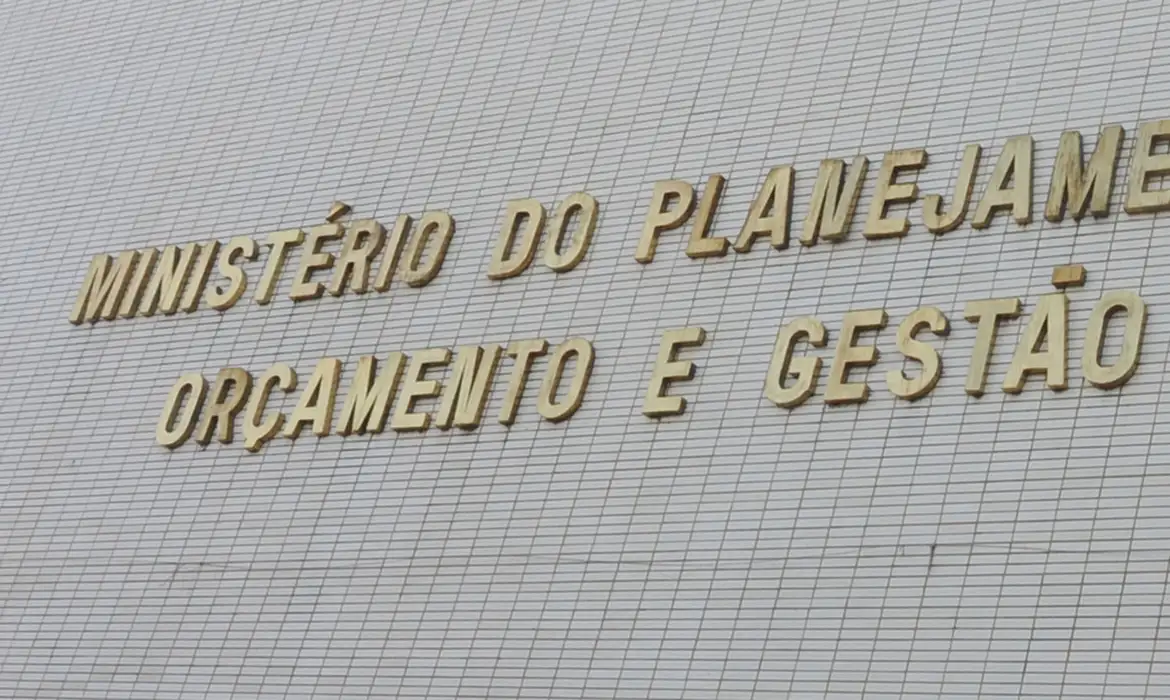 MINISTÉRIO DO PLANEJAME
ORÇAMENTO E GESTÃO